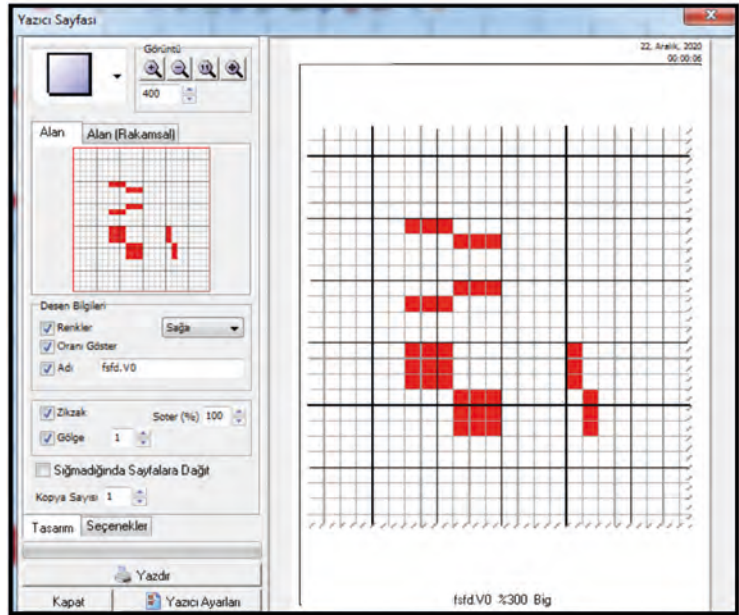 Yazıcı Sayfası
Görüntü
400
Alan
Alan (Rakamsal)
Desen Bilgileri
Renkler
Sağa
Oranı Göster
Adı
fsfd.V0
Zikzak
Soter (%)
100
Gölge
1
Sığmadığında Sayfalara Dağıt
Kopya Sayısı
1
Tasarım
Seçenekler
Yazdır
Kapat
Yazıcı Ayarları
22, Aralık, 2020
00:00:06
fsfd.V0 %300 Big